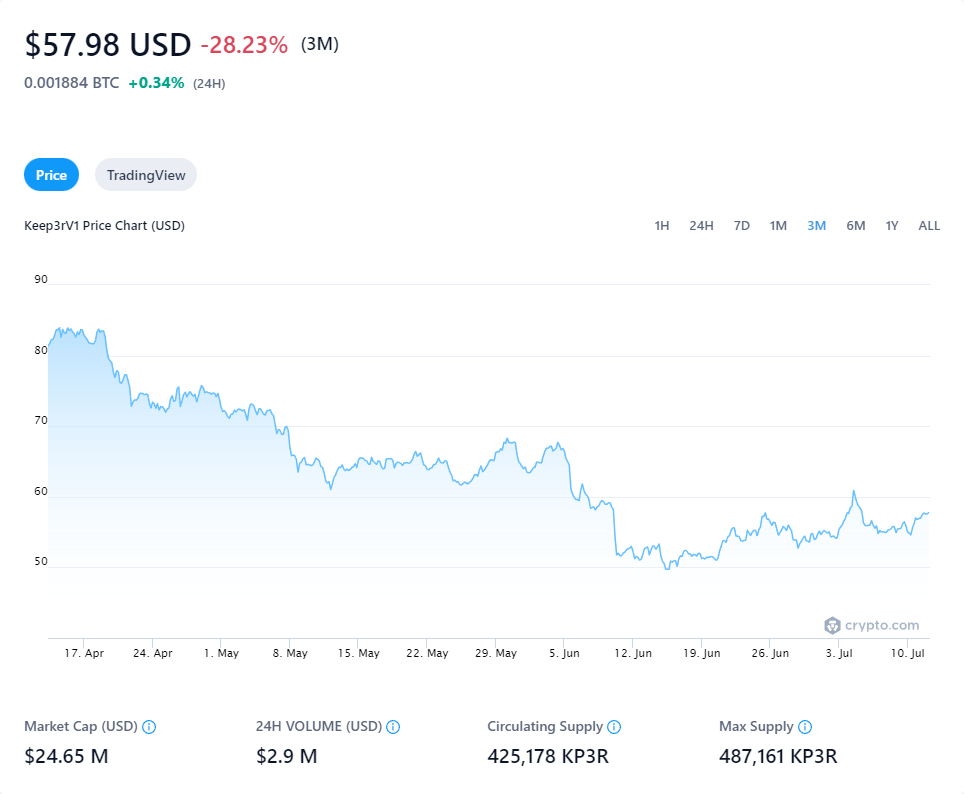 $57.98 USD -28.23% (3M)
0.001884 BTC +0.34% (24H)
Price TradingView
Keep3rV1 Price Chart (USD) 1H 24H 7D 1M 3M 6M 1Y ALL
90
80
70
60
50
crypto.com
17. Apr 24. Apr 1. May 8. May 15. May 22. May 29. May 5. Jun 12. Jun 19. Jun 26. Jun 3. Jul 10. Jul
Market Cap (USD) 24H VOLUME (USD) Circulating Supply Max Supply
$24.65 M $2.9 M 425,178 KP3R 487,161 KP3R